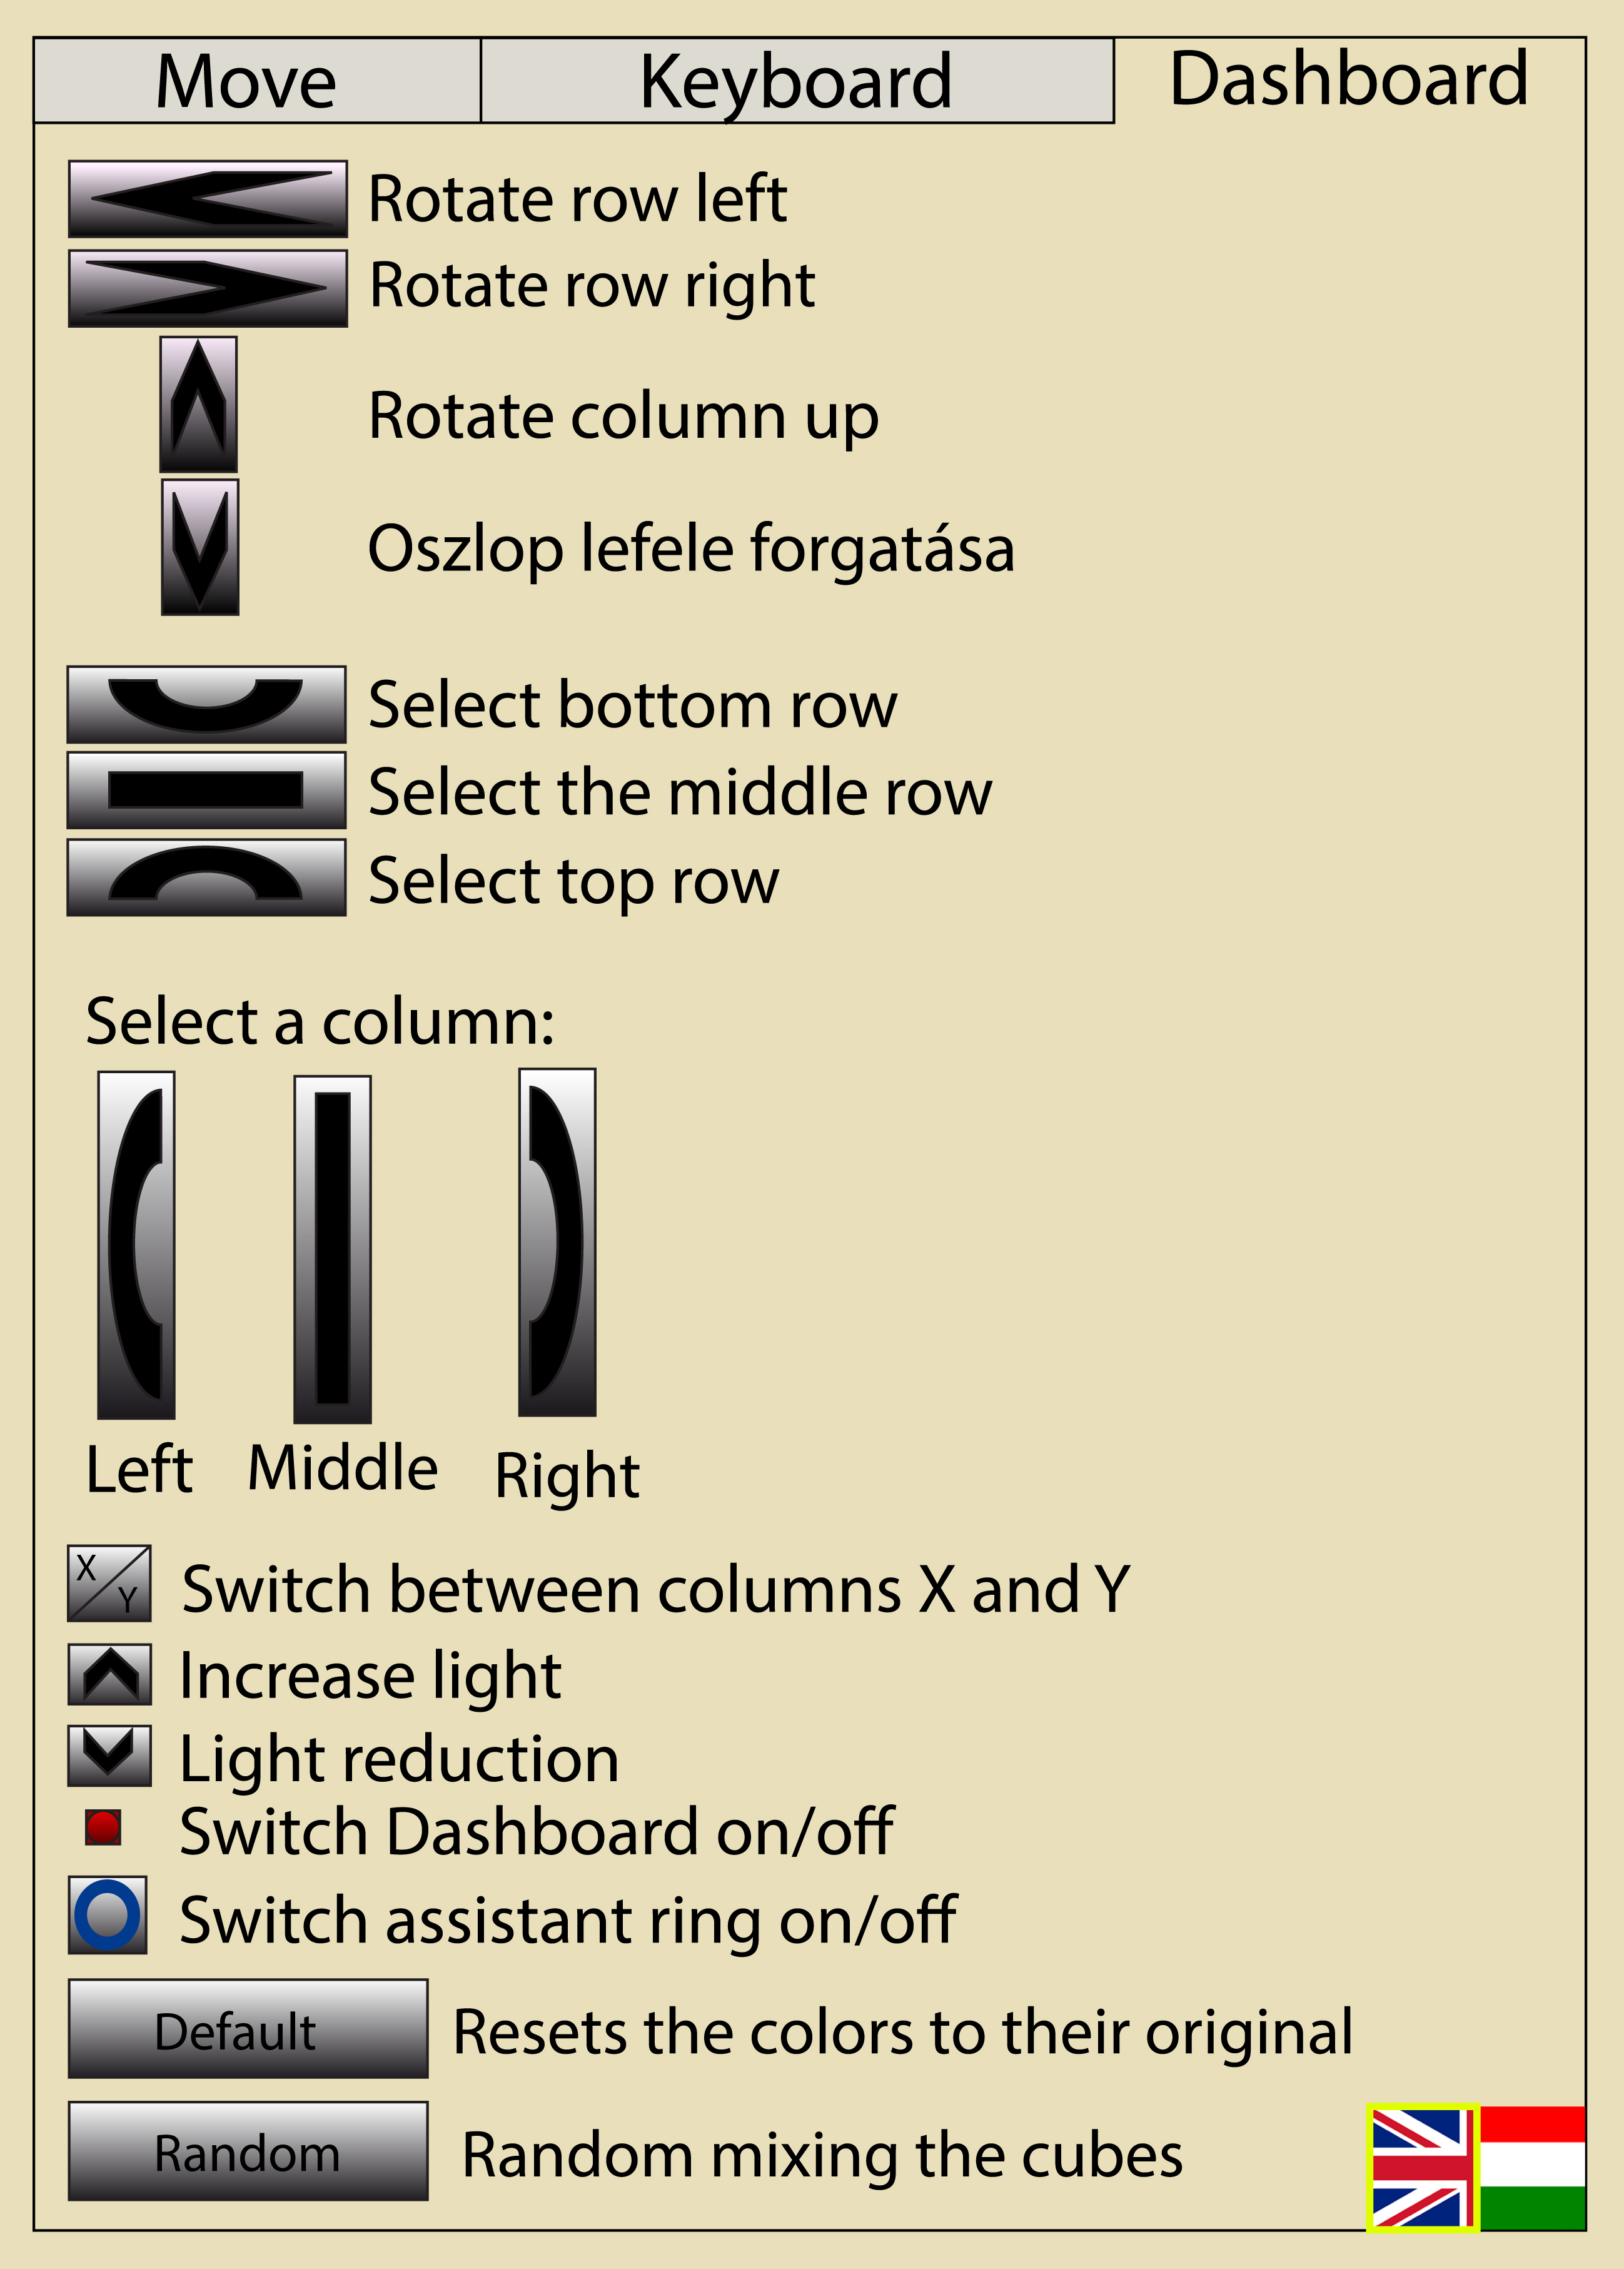 Move Keyboard Dashboard
Rotate row left
Rotate row right
Rotate column up
Oszlop lefele forgatása
Select bottom row
Select the middle row
Select top row
Select a column:
Left Middle Right
X
Y
Switch between columns X and Y
Increase light
Light reduction
Switch Dashboard on/off
Switch assistant ring on/off
Default Resets the colors to their original
Random Random mixing the cubes